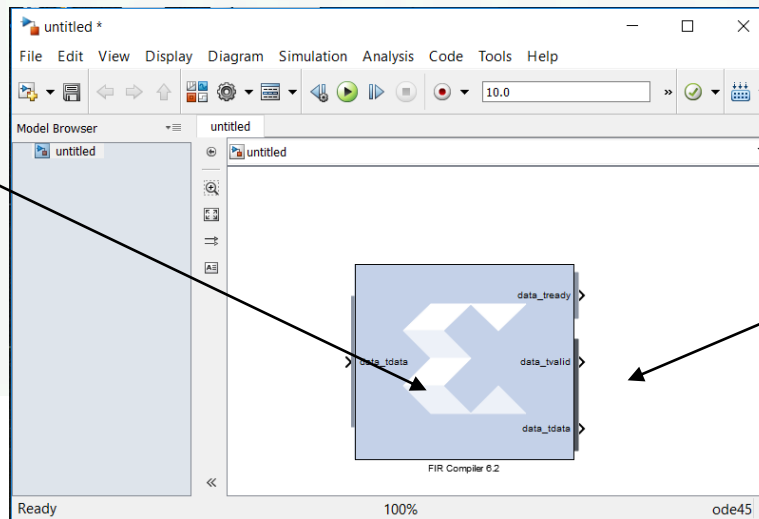 untitled *
File Edit View Display Diagram Simulation Analysis Code Tools Help
10.0 »
Model Browser
untitled
untitled
untitled
data_tready
data_tdata
data_tvalid
data_tdata
FIR Compiler 6.2
«
Ready 100% ode45